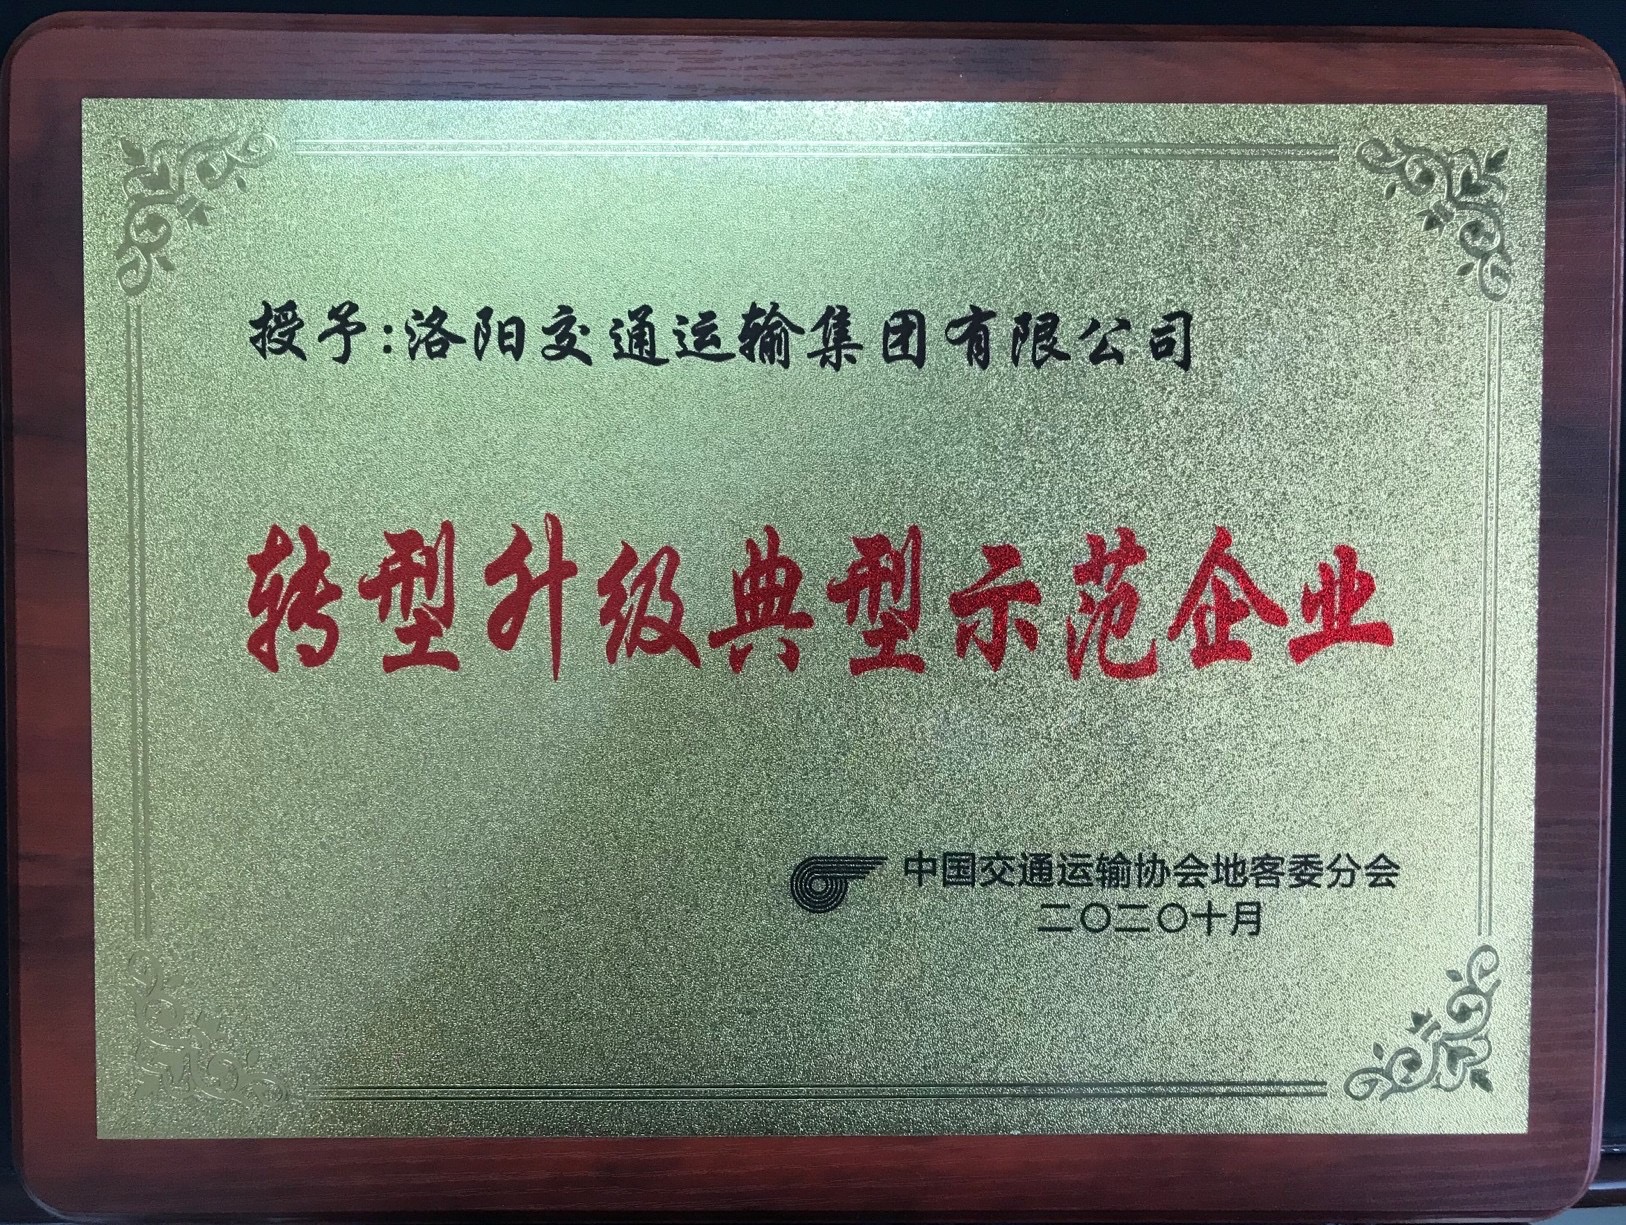 授予:洛阳交通运输集团有限公司
转型升级典型示范企业
中国交通运输协会地客委分会
二〇二〇十月